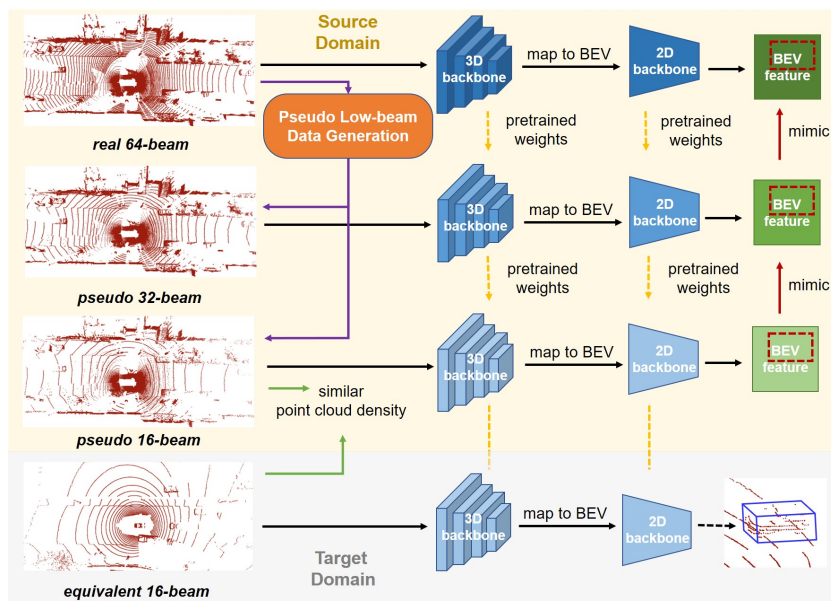 Source
Domain
3D
backbone
map to BEV
2D
backbone
BEV
feature
Pseudo Low-beam
Data Generation
real 64-beam
pretrained
weights
pretrained
weights
mimic
3D
backbone
map to BEV
2D
backbone
BEV
feature
pseudo 32-beam
pretrained
weights
pretrained
weights
mimic
3D
backbone
map to BEV
2D
backbone
BEV
feature
similar
point cloud density
pseudo 16-beam
3D
backbone
map to BEV
2D
backbone
Target
Domain
equivalent 16-beam